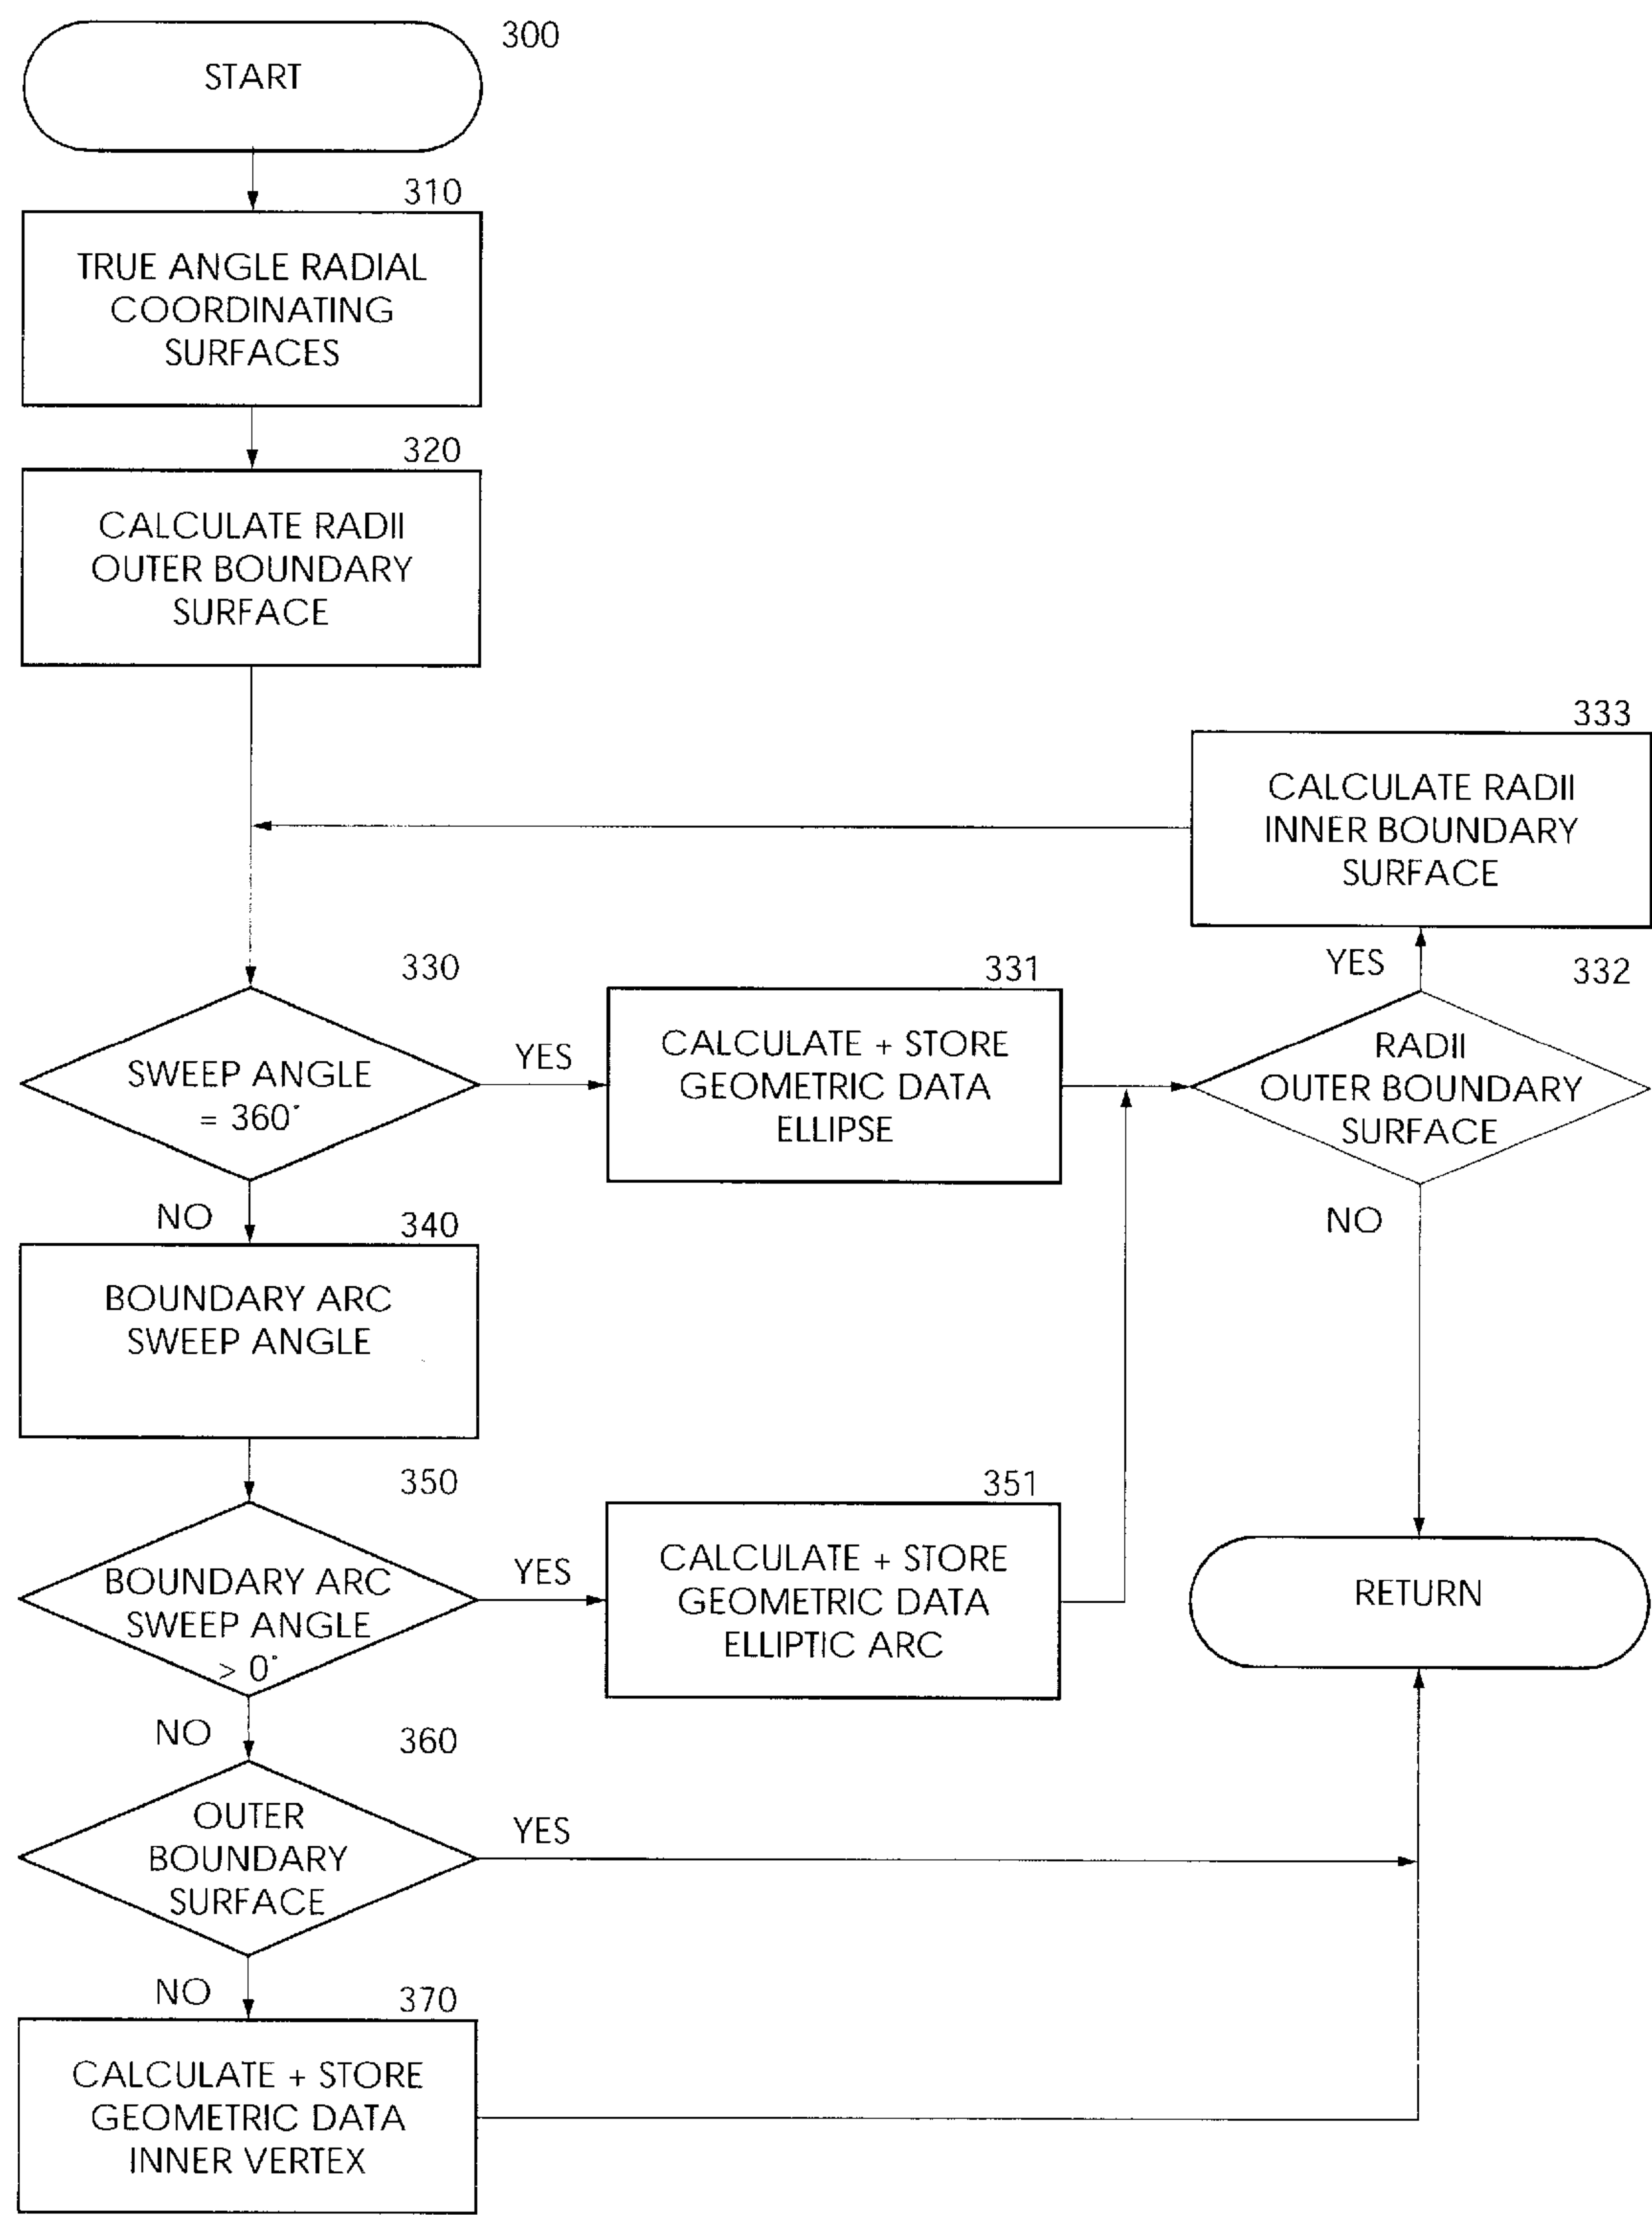 300
START
310
TRUE ANGLE RADIAL
COORDINATING
SURFACES
320
CALCULATE RADII
OUTER BOUNDARY
SURFACE
333
CALCULATE RADII
INNER BOUNDARY
SURFACE
330
SWEEP ANGLE
= 360°
YES
NO
331
CALCULATE + STORE
GEOMETRIC DATA
ELLIPSE
YES
332
RADII
OUTER BOUNDARY
SURFACE
NO
340
BOUNDARY ARC
SWEEP ANGLE
350
BOUNDARY ARC
SWEEP ANGLE
> 0°
YES
NO
351
CALCULATE + STORE
GEOMETRIC DATA
ELLIPTIC ARC
RETURN
360
OUTER
BOUNDARY
SURFACE
YES
NO
370
CALCULATE + STORE
GEOMETRIC DATA
INNER VERTEX